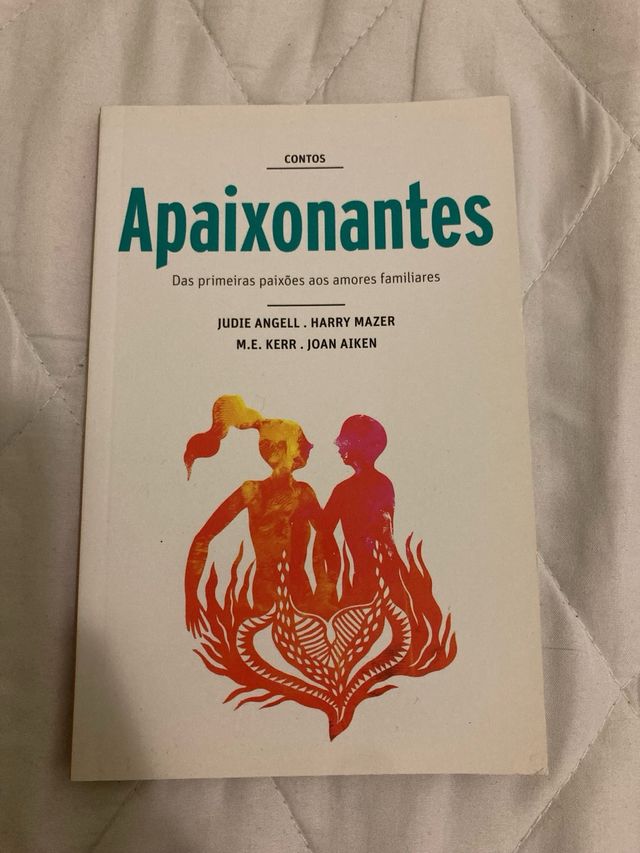 CONTOS
Apaixonantes
Das primeiras paixões aos amores familiares
JUDIE ANGELL . HARRY MAZER
M.E. KERR . JOAN AIKEN